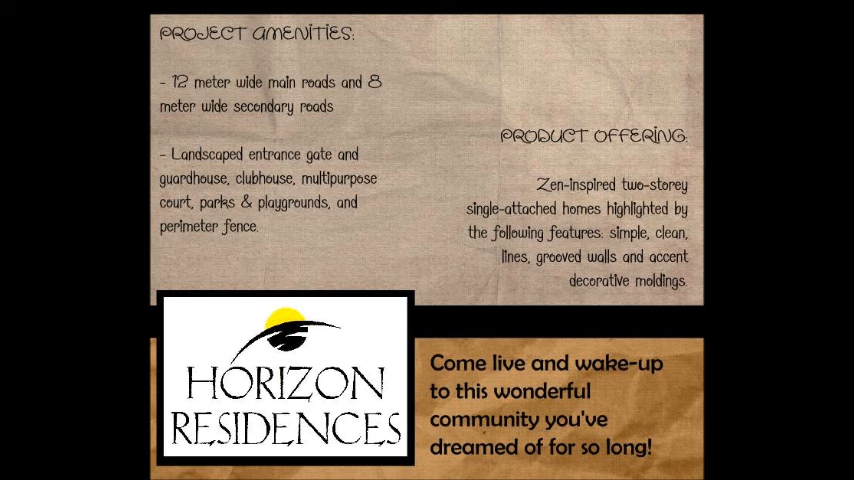 PROJECT AMENITIES:
- 12 meter wide main roads and 8
meter wide secondary roads
- Landscaped entrance gate and
guardhouse, clubhouse, multipurpose
court, parks & playgrounds, and
perimeter fence.
PRODUCT OFFERING:
Zen-inspired two-storey
single-attached homes highlighted by
the following features: simple, clean,
lines, grooved walls and accent
decorative moldings.
HORIZON
RESIDENCES
Come live and wake-up
to this wonderful
community you've
dreamed of for so long!